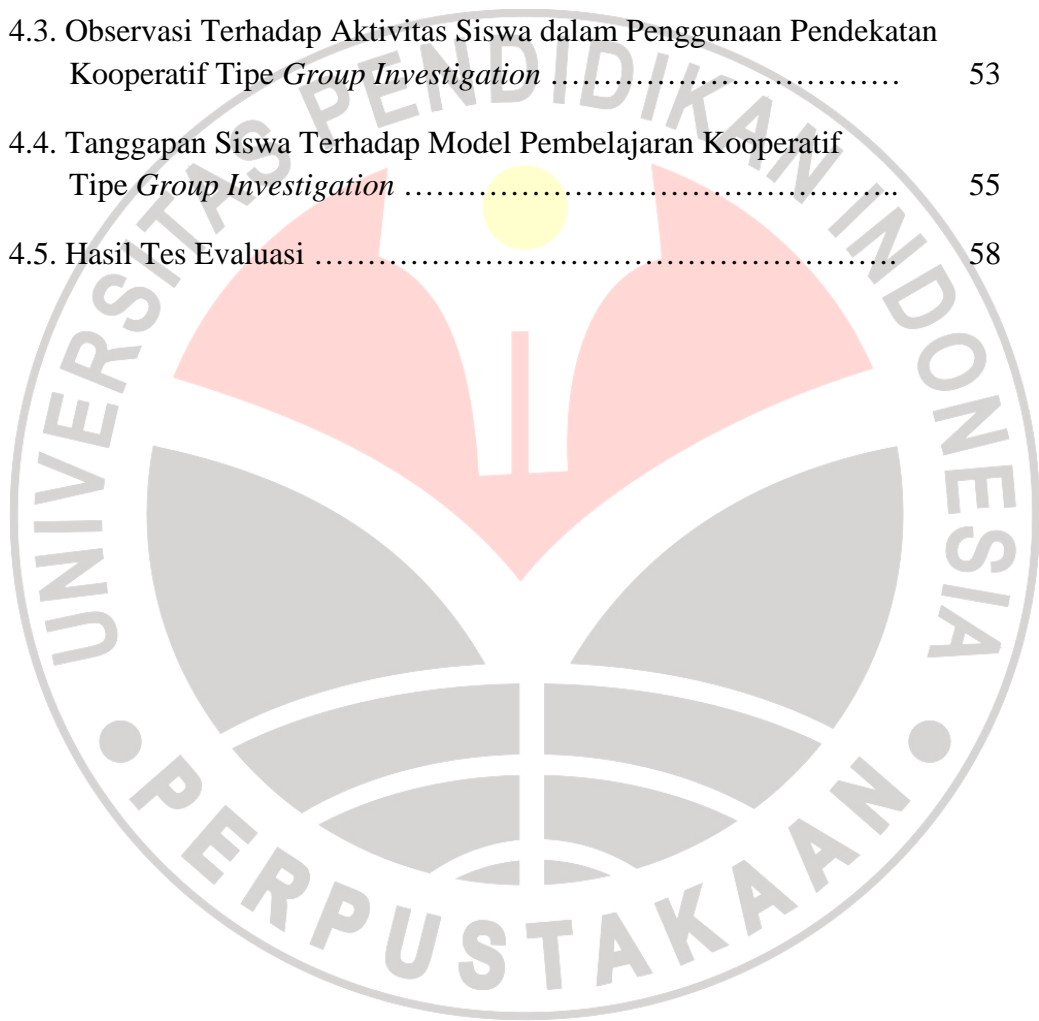 4.3. Observasi Terhadap Aktivitas Siswa dalam Penggunaan Pendekatan
Kooperatif Tipe Group Investigation …………………………… 53
4.4. Tanggapan Siswa Terhadap Model Pembelajaran Kooperatif
Tipe Group Investigation ……………………………………….. 55
4.5. Hasil Tes Evaluasi ………………………………………………. 58
UNIVERSITAS PENDIDIKAN INDONESIA
PERPUSTAKAAN